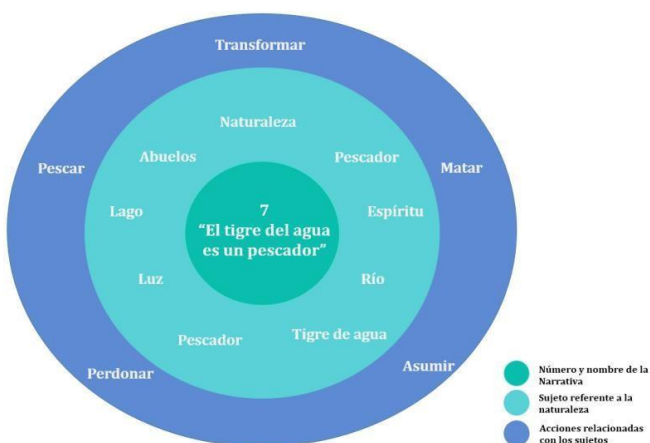 Transformar
Naturaleza
Abuelos
Pescador
Pescar
Matar
Lago
7
Espíritu
“El tigre del agua
es un pescador”
Luz
Río
Pescador
Tigre de agua
Perdonar
Asumir
Número y nombre de la
Narrativa
Sujeto referente a la
naturaleza
Acciones relacionadas
con los sujetos